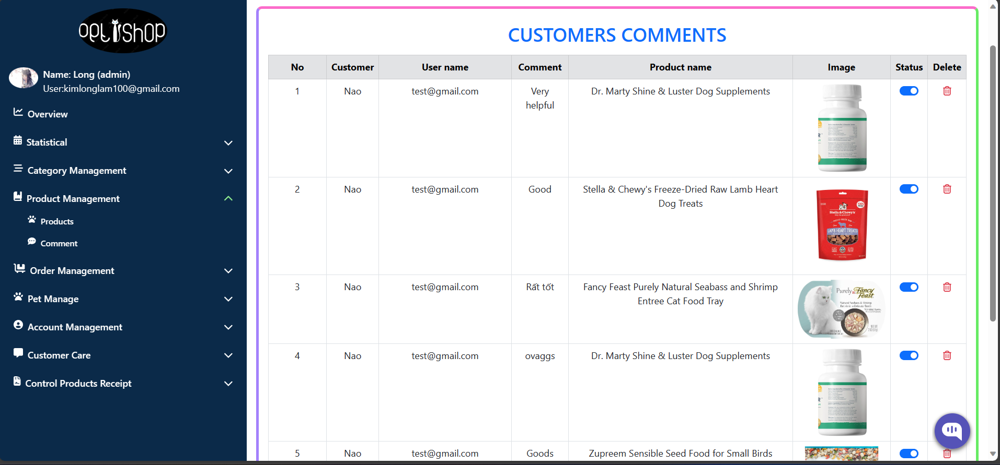 optishop
Name: Long (admin)
User:kimlonglam100@gmail.com
Overview
Statistical
Category Management
Product Management
Products
Comment
Order Management
Pet Manage
Account Management
Customer Care
Control Products Receipt
CUSTOMERS COMMENTS
No Customer User name Comment Product name Image Status Delete
1 Nao test@gmail.com Very helpful Dr. Marty Shine & Luster Dog Supplements
2 Nao test@gmail.com Good Stella & Chewy's Freeze-Dried Raw Lamb Heart
Dog Treats
Stella & Chewy's
LAMB HEART TREATS
3 Nao test@gmail.com Rất tốt Fancy Feast Purely Natural Seabass and Shrimp
Entree Cat Food Tray
Purely Fancy
Feast
Natural Seabass & Shrimp
4 Nao test@gmail.com ovaggs Dr. Marty Shine & Luster Dog Supplements
5 Nao test@gmail.com Goods Zupreem Sensible Seed Food for Small Birds